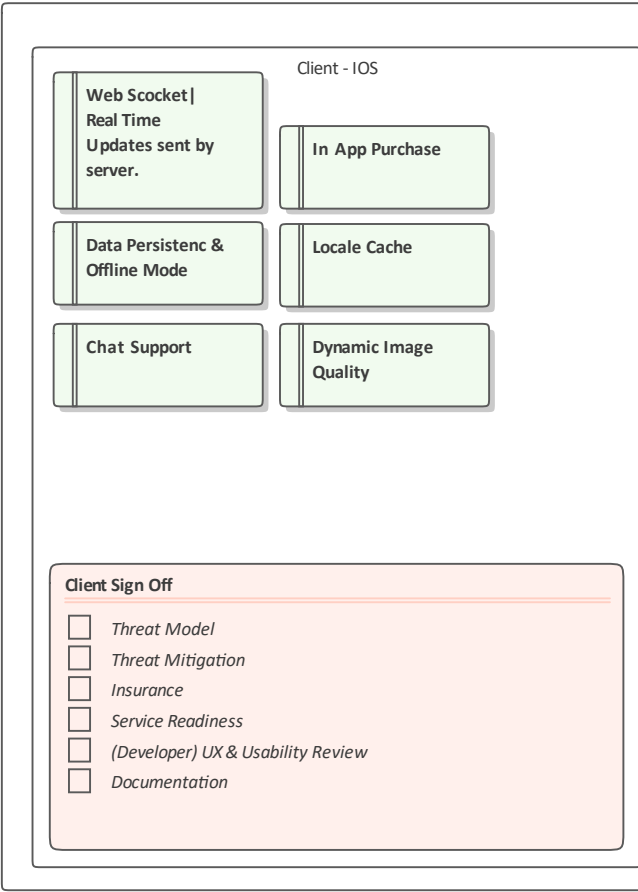 Client - IOS
Web Scocket|
Real Time
Updates sent by
server.
In App Purchase
Data Persistenc &
Offline Mode
Locale Cache
Chat Support
Dynamic Image
Quality
Client Sign Off
Threat Model
Threat Mitigation
Insurance
Service Readiness
(Developer) UX & Usability Review
Documentation